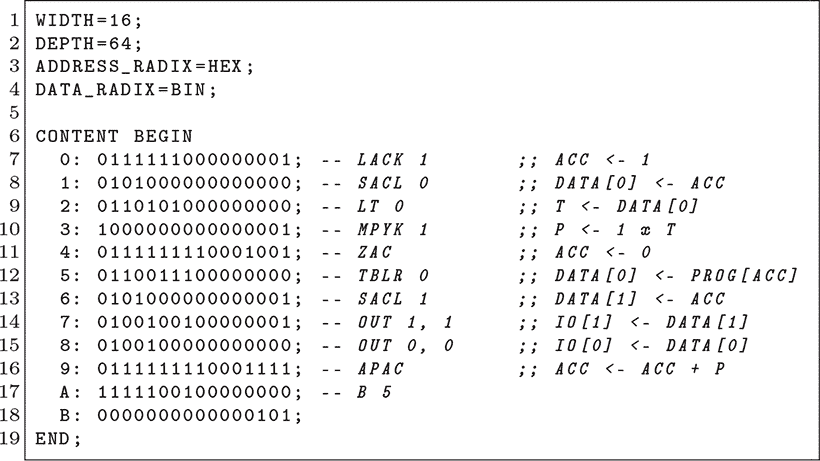 1 WIDTH=16;
2 DEPTH=64;
3 ADDRESS_RADIX=HEX;
4 DATA_RADIX=BIN;
5
6 CONTENT BEGIN
7 0: 0111111000000001; -- LACK 1 ;; ACC <- 1
8 1: 0101000000000000; -- SACL 0 ;; DATA[0] <- ACC
9 2: 0110101000000000; -- LT 0 ;; T <- DATA[0]
10 3: 1000000000000001; -- MPYK 1 ;; P <- 1 x T
11 4: 0111111110001001; -- ZAC ;; ACC <- 0
12 5: 0110011100000000; -- TBLR 0 ;; DATA[0] <- PROG[ACC]
13 6: 0101000000000001; -- SACL 1 ;; DATA[1] <- ACC
14 7: 0100100100000001; -- OUT 1, 1 ;; IO[1] <- DATA[1]
15 8: 0100100000000000; -- OUT 0, 0 ;; IO[0] <- DATA[0]
16 9: 0111111110001111; -- APAC ;; ACC <- ACC + P
17 A: 1111100100000000; -- B 5
18 B: 0000000000000101;
19 END;